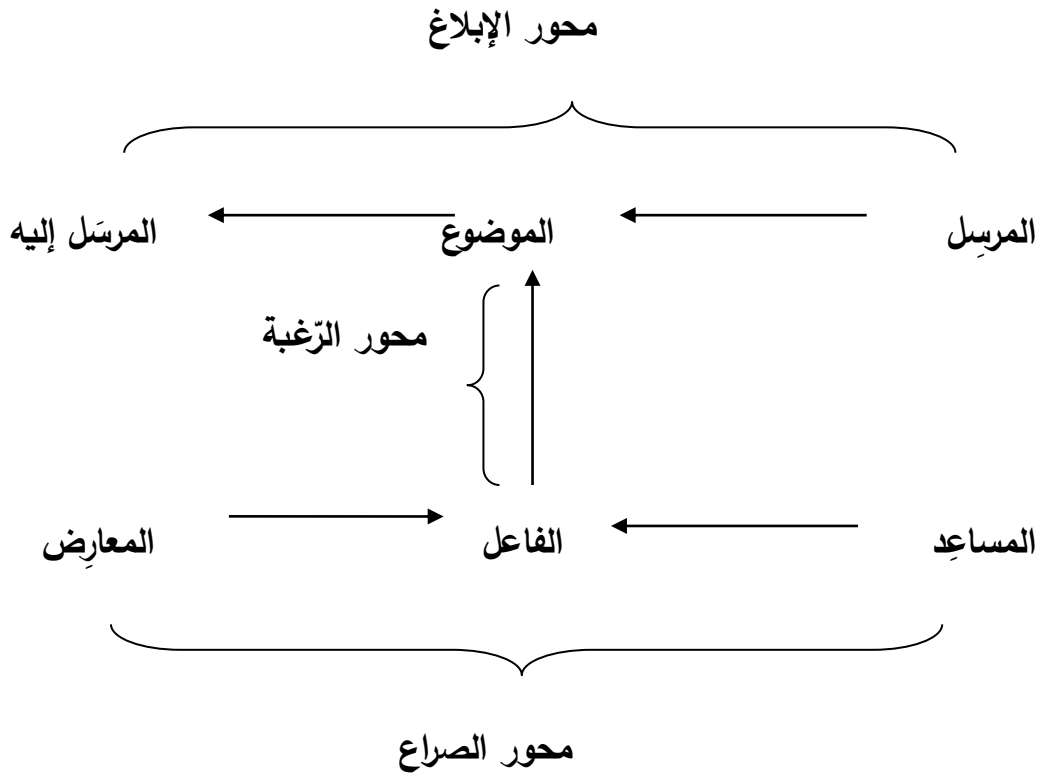 محور الإبلاغ
المرسِل الموضوع المرسَل إليه
محور الرّغبة
المساعِد الفاعل المعارِض
محور الصراع